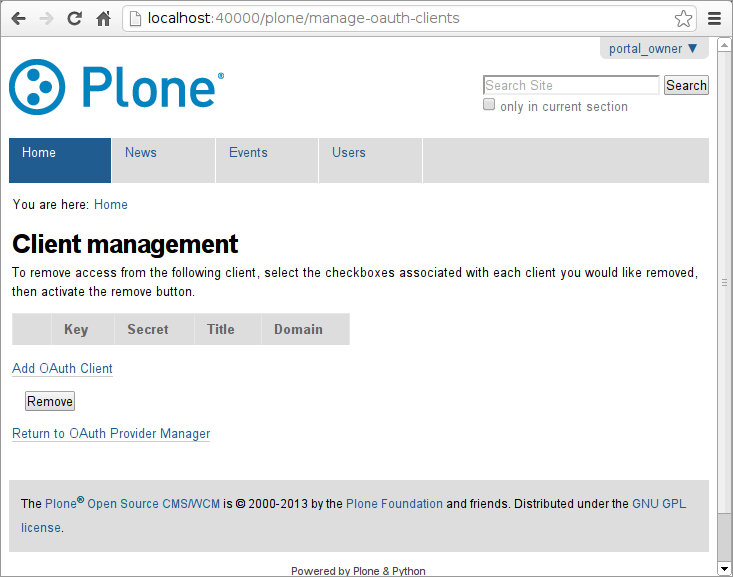 localhost:40000/plone/manage-oauth-clients
portal_owner ▼
Plone®
Search Site
Search
only in current section
Home
News
Events
Users
You are here: Home
Client management
To remove access from the following client, select the checkboxes associated with each client you would like removed,
then activate the remove button.
Key Secret Title Domain
Add OAuth Client
Remove
Return to OAuth Provider Manager
The Plone® Open Source CMS/WCM is © 2000-2013 by the Plone Foundation and friends. Distributed under the GNU GPL
license.
Powered by Plone & Python